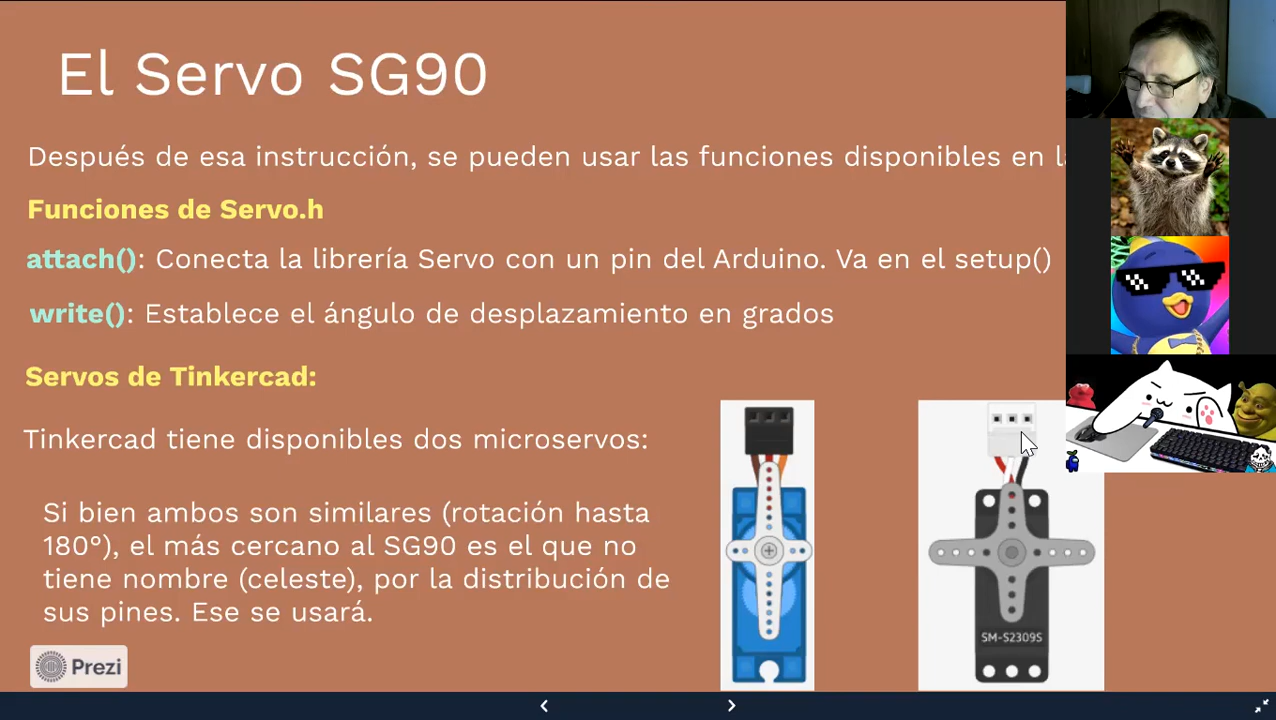 El Servo SG90
Después de esa instrucción, se pueden usar las funciones disponibles en
Funciones de Servo.h
attach(): Conecta la librería Servo con un pin del Arduino. Va en el setup()
write(): Establece el ángulo de desplazamiento en grados
Servos de Tinkercad:
Tinkercad tiene disponibles dos microservos:
Si bien ambos son similares (rotación hasta
180°), el más cercano al SG90 es el que no
tiene nombre (celeste), por la distribución de
sus pines. Ese se usará.
SM-S2309S
Prezi